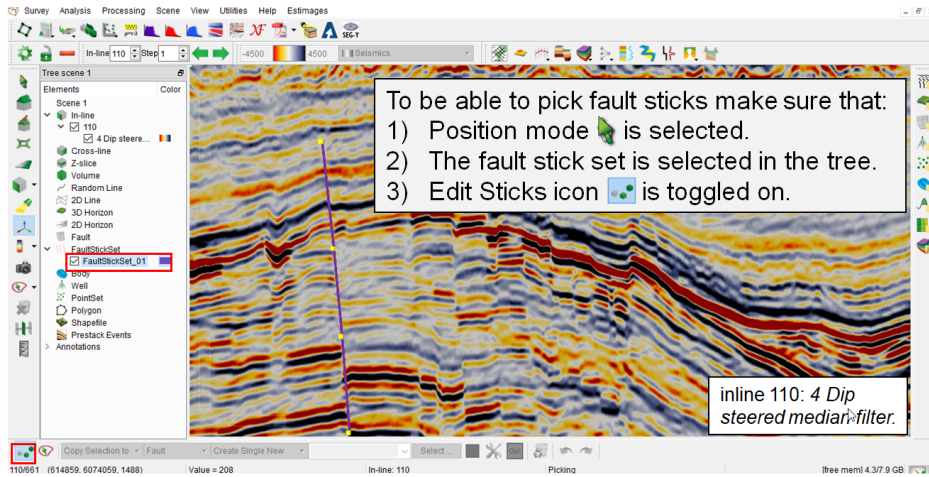 Survey Analysis Processing Scene View Utilities Help Estimages
SEG-Y
In-line 110 Step 1 -4500 4500 Seismics
Tree scene 1
Elements Color
Scene 1
In-line
110
4 Dip steere...
Cross-line
Z-slice
Volume
Random Line
2D Line
3D Horizon
2D Horizon
Fault
FaultStickSet
FaultStickSet_01
Body
Well
PointSet
Polygon
Shapefile
Prestack Events
Annotations
To be able to pick fault sticks make sure that:
1) Position mode is selected.
2) The fault stick set is selected in the tree.
3) Edit Sticks icon is toggled on.
inline 110: 4 Dip
steered median filter.
Copy Selection to Fault Create Single New Select ... Go!
110/661 (614859, 6074059, 1488) Value = 208 In-line: 110 Picking [free mem] 4.3/7.9 GB